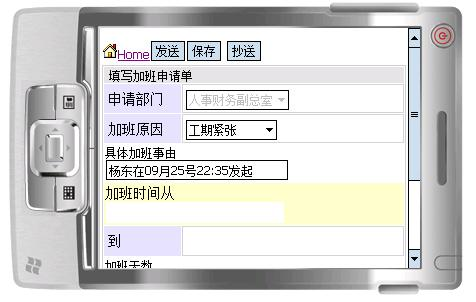 Home 发送 保存 抄送
填写加班申请单
申请部门 人事财务副总室
加班原因 工期紧张
具体加班事由
杨东在09月25号22:35发起
加班时间从
到
加班天数